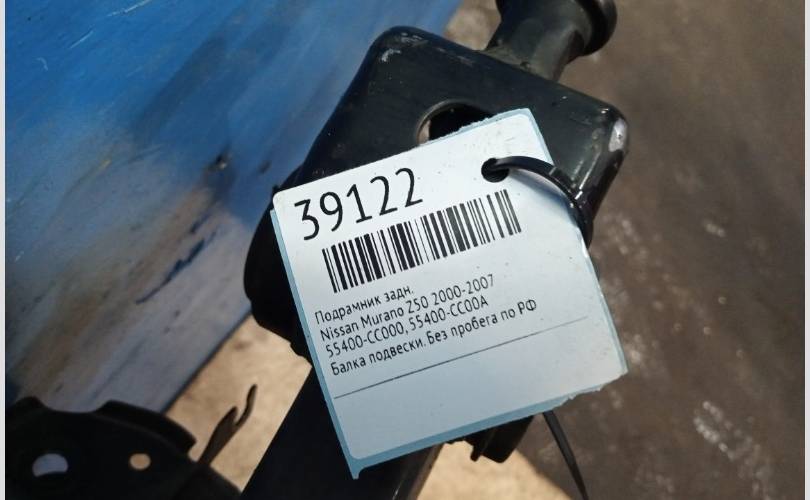 39122
Подрамник задн.
Nissan Murano Z50 2000-2007
55400-CC000, 55400-CC00A
Балка подвески. Без пробега по РФ